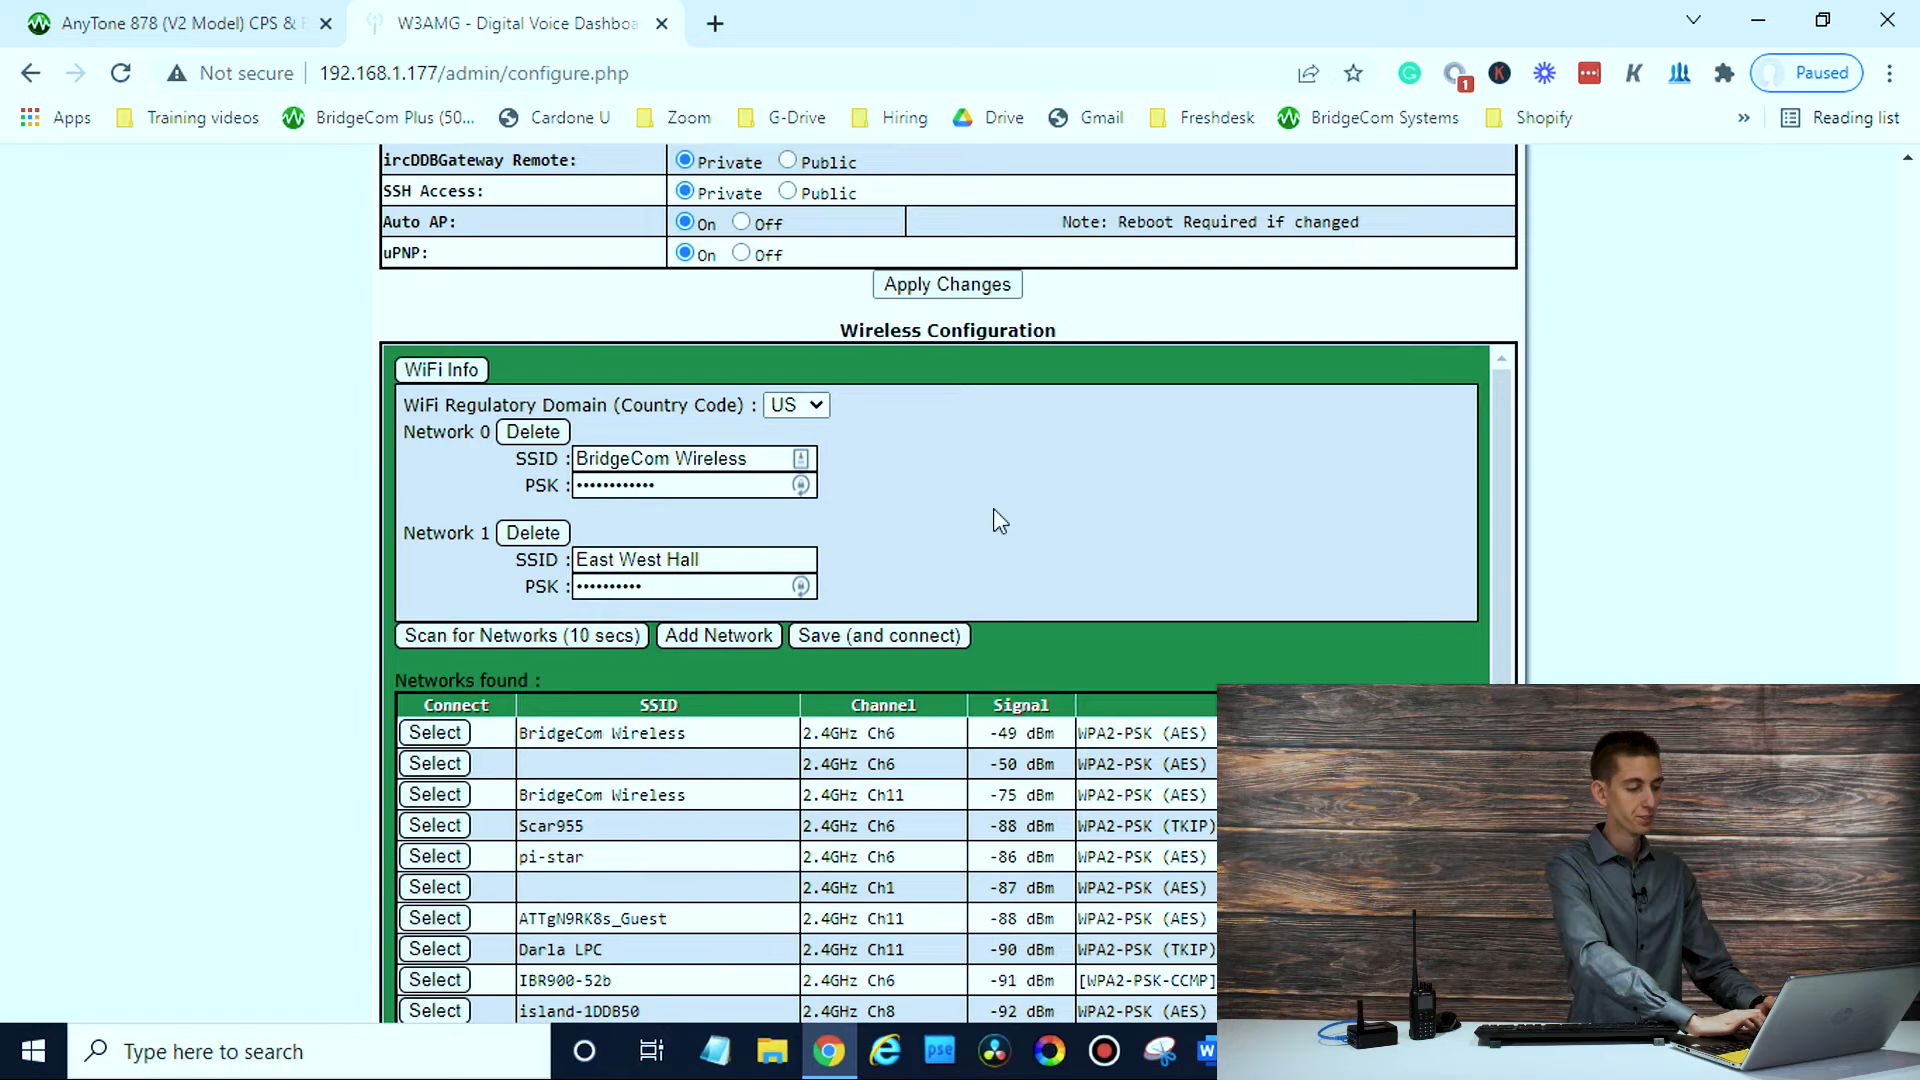 AnyTone 878 (V2 Model) CPS &
W3AMG - Digital Voice Dashboa
Not secure
192.168.1.177/admin/configure.php
1
Paused
Apps
Training videos
BridgeCom Plus (50...
Cardone U
Zoom
G-Drive
Hiring
Drive
Gmail
Freshdesk
BridgeCom Systems
Shopify
»
Reading list
ircDDBGateway Remote: Private Public
SSH Access: Private Public
Auto AP: On Off Note: Reboot Required if changed
uPNP: On Off
Apply Changes
Wireless Configuration
WiFi Info
WiFi Regulatory Domain (Country Code) : US
Network 0 Delete
SSID : BridgeCom Wireless
PSK : ••••••••••••
Network 1 Delete
SSID : East West Hall
PSK : ••••••••••
Scan for Networks (10 secs) Add Network Save (and connect)
Networks found :
Connect SSID Channel Signal
Select BridgeCom Wireless 2.4GHz Ch6 -49 dBm WPA2-PSK (AES)
Select 2.4GHz Ch6 -50 dBm WPA2-PSK (AES)
Select BridgeCom Wireless 2.4GHz Ch11 -75 dBm WPA2-PSK (AES)
Select Scar955 2.4GHz Ch6 -88 dBm WPA2-PSK (TKIP)
Select pi-star 2.4GHz Ch6 -86 dBm WPA2-PSK (AES)
Select 2.4GHz Ch1 -87 dBm WPA2-PSK (AES)
Select ATTgN9RK8s_Guest 2.4GHz Ch11 -88 dBm WPA2-PSK (AES)
Select Darla LPC 2.4GHz Ch11 -90 dBm WPA2-PSK (TKIP)
Select IBR900-52b 2.4GHz Ch6 -91 dBm [WPA2-PSK-CCMP]
Select island-1DDB50 2.4GHz Ch8 -92 dBm WPA2-PSK (AES)
Type here to search
pse
W